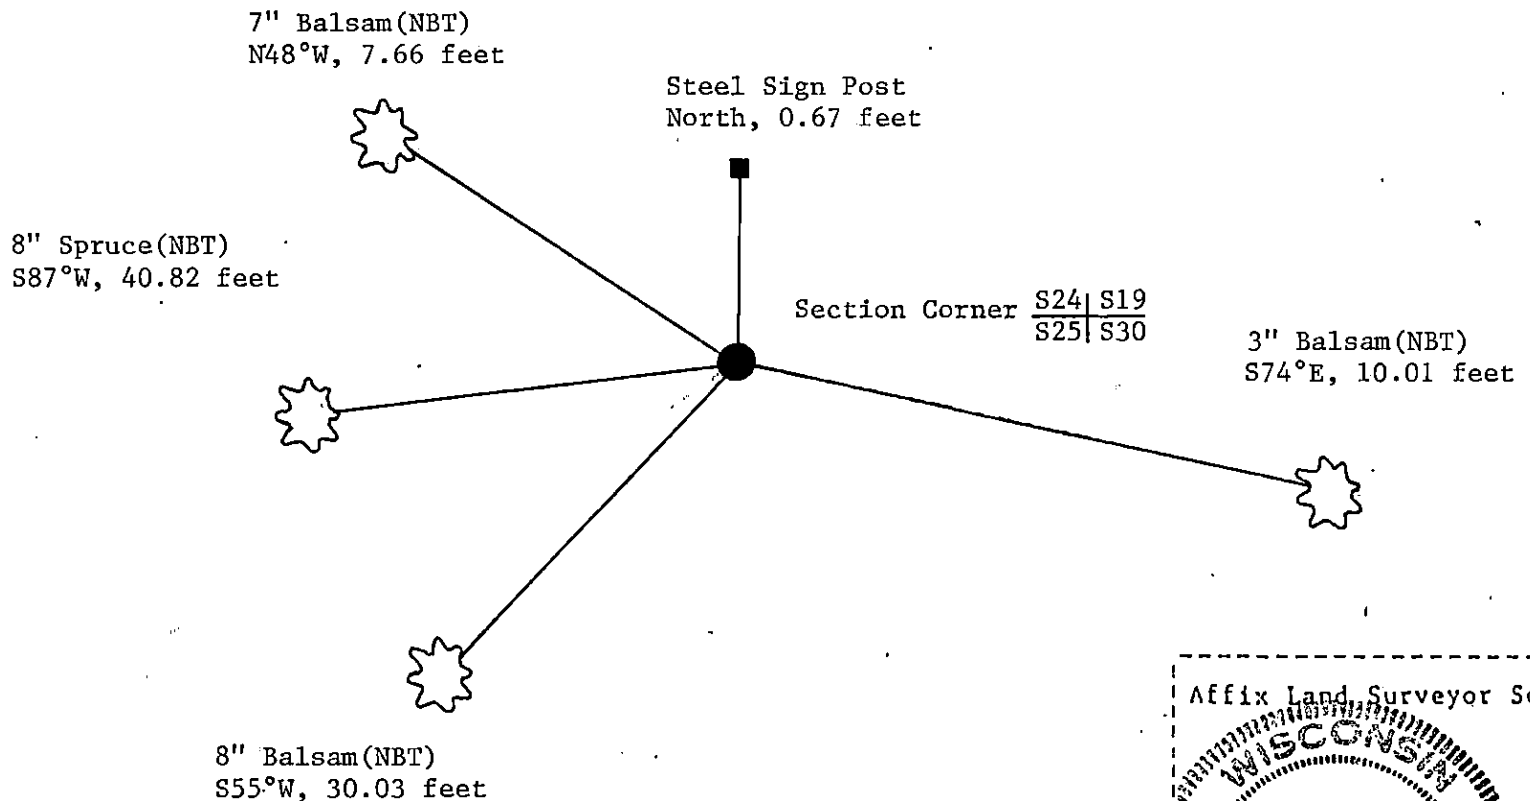 7" Balsam(NBT)
N48°W, 7.66 feet
Steel Sign Post
North, 0.67 feet
8" Spruce(NBT)
S87°W, 40.82 feet
Section Corner S24 | S19
S25 | S30
3" Balsam(NBT)
S74°E, 10.01 feet
8" Balsam(NBT)
S55°W, 30.03 feet
Affix Land Surveyor
WISCONSIN